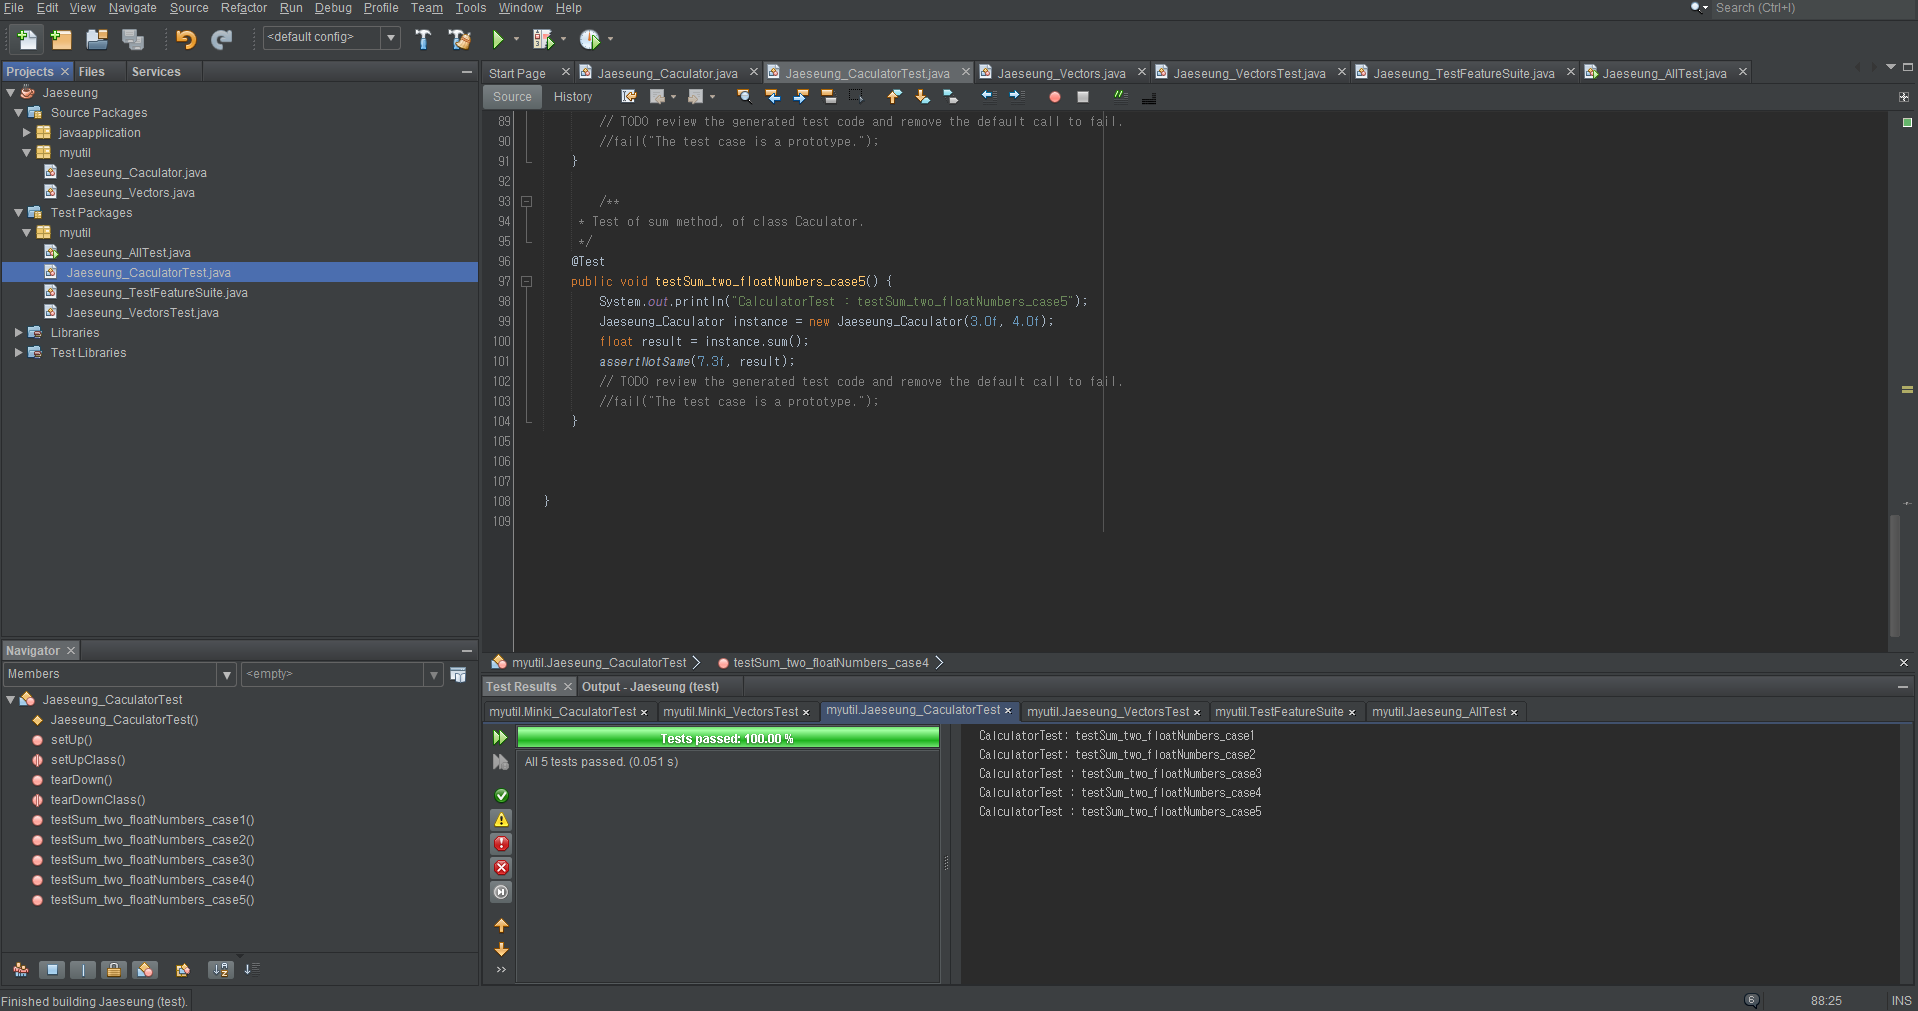 File Edit View Navigate Source Refactor Run Debug Profile Team Tools Window Help
Search (Ctrl+I)
<default config>
Projects Files Services
Jaeseung
Source Packages
javaapplication
myutil
Jaeseung_Caculator.java
Jaeseung_Vectors.java
Test Packages
myutil
Jaeseung_AllTest.java
Jaeseung_CaculatorTest.java
Jaeseung_TestFeatureSuite.java
Jaeseung_VectorsTest.java
Libraries
Test Libraries
Start Page Jaeseung_Caculator.java Jaeseung_CaculatorTest.java Jaeseung_Vectors.java Jaeseung_VectorsTest.java Jaeseung_TestFeatureSuite.java Jaeseung_AllTest.java
Source History
89 // TODO review the generated test code and remove the default call to fail.
90 //fail("The test case is a prototype.");
91 }
92
93 /**
94 * Test of sum method, of class Caculator.
95 */
96 @Test
97 public void testSum_two_floatNumbers_case5() {
98 System.out.println("CalculatorTest : testSum_two_floatNumbers_case5");
99 Jaeseung_Caculator instance = new Jaeseung_Caculator(3.0f, 4.0f);
100 float result = instance.sum();
101 assertNotSame(7.3f, result);
102 // TODO review the generated test code and remove the default call to fail.
103 //fail("The test case is a prototype.");
104 }
105
106
107
108 }
109
myutil.Jaeseung_CaculatorTest testSum_two_floatNumbers_case4
Navigator
Members <empty>
Jaeseung_CaculatorTest
Jaeseung_CaculatorTest()
setUp()
setUpClass()
tearDown()
tearDownClass()
testSum_two_floatNumbers_case1()
testSum_two_floatNumbers_case2()
testSum_two_floatNumbers_case3()
testSum_two_floatNumbers_case4()
testSum_two_floatNumbers_case5()
Test Results Output - Jaeseung (test)
myutil.Minki_CaculatorTest myutil.Minki_VectorsTest myutil.Jaeseung_CaculatorTest myutil.Jaeseung_VectorsTest myutil.TestFeatureSuite myutil.Jaeseung_AllTest
Tests passed: 100.00 %
All 5 tests passed. (0.051 s)
CalculatorTest: testSum_two_floatNumbers_case1
CalculatorTest: testSum_two_floatNumbers_case2
CalculatorTest : testSum_two_floatNumbers_case3
CalculatorTest : testSum_two_floatNumbers_case4
CalculatorTest : testSum_two_floatNumbers_case5
Finished building Jaeseung (test).
6 88:25 INS